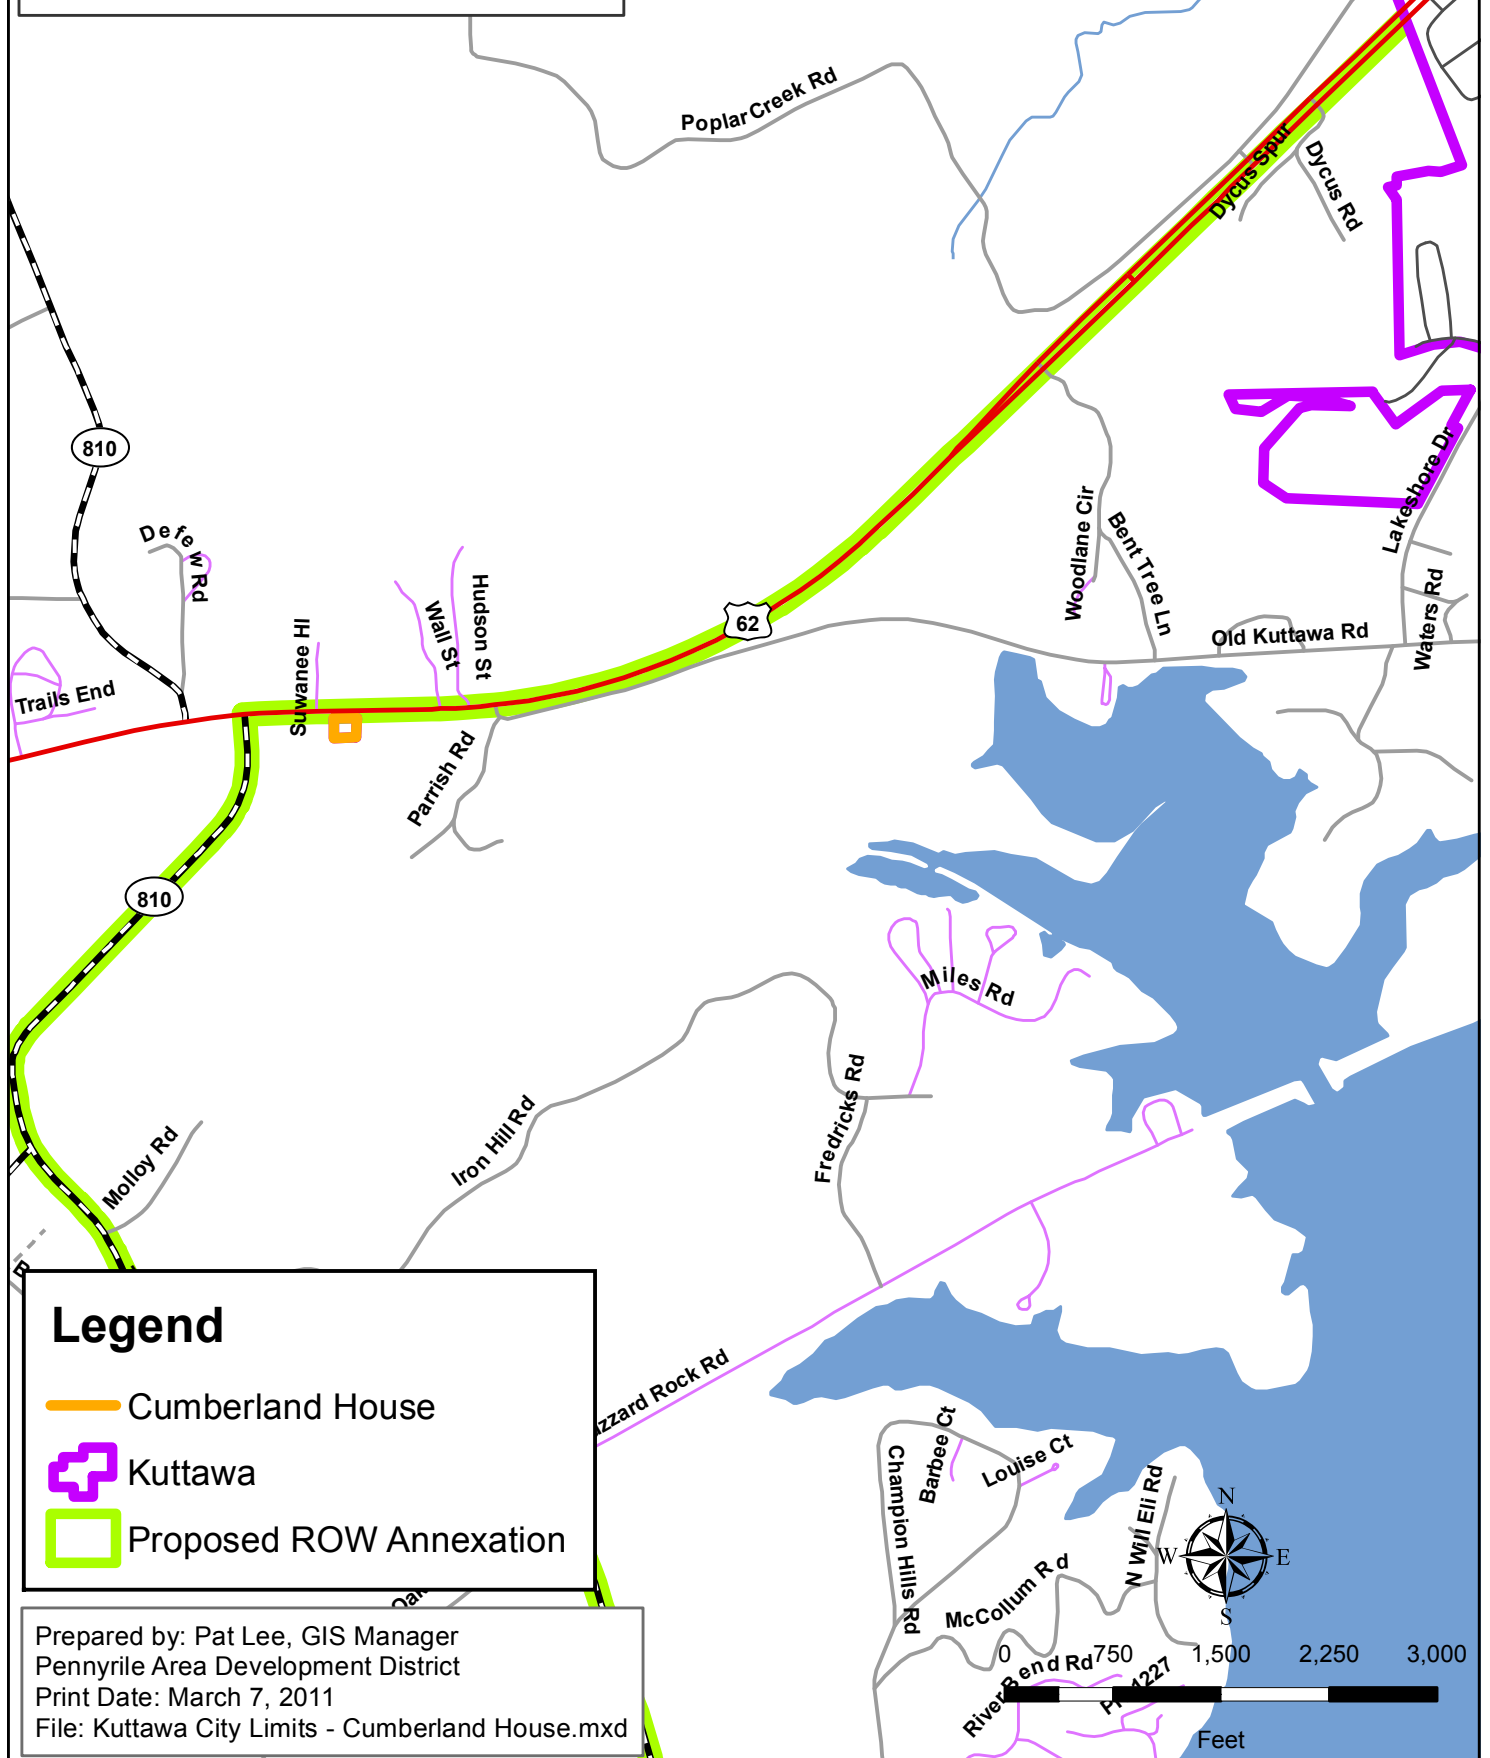 Poplar Creek Rd
Dycus Spur
Dycus Rd
810
Defew Rd
Lakeshore Dr
Woodlane Cir
Bent Tree Ln
Hudson St
Wall St
62
Suwanee Hl
Old Kuttawa Rd
Waters Rd
Trails End
Parrish Rd
810
Miles Rd
Fredricks Rd
Iron Hill Rd
Molloy Rd
B
Legend
Cumberland House
Kuttawa
Proposed ROW Annexation
izzard Rock Rd
Barbee Ct
Louise Ct
Champion Hills Rd
N Will Eli Rd
McCollum Rd
River Bend Rd
N
W E
S
0 750 1,500 2,250 3,000
Feet
Prepared by: Pat Lee, GIS Manager
Pennyrile Area Development District
Print Date: March 7, 2011
File: Kuttawa City Limits - Cumberland House.mxd